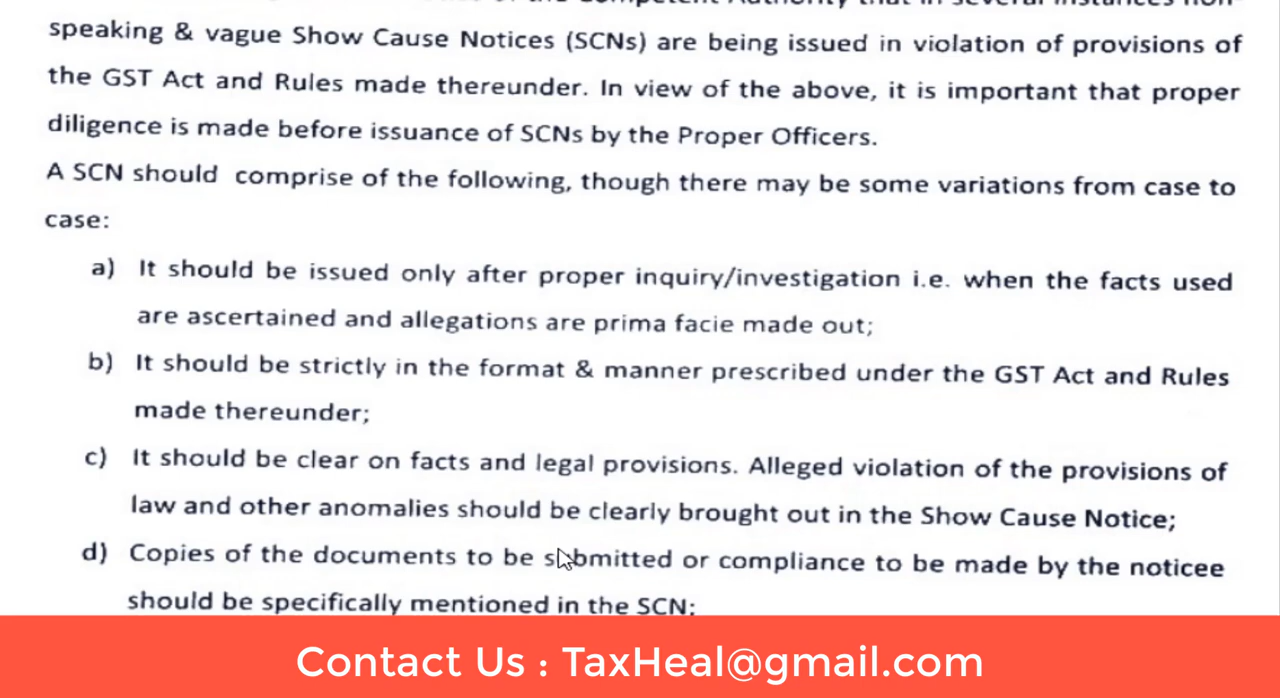 speaking & vague Show Cause Notices (SCNs) are being issued in violation of provisions of
the GST Act and Rules made thereunder. In view of the above, it is important that proper
diligence is made before issuance of SCNs by the Proper Officers.
A SCN should comprise of the following, though there may be some variations from case to
case:
a) It should be issued only after proper inquiry/investigation i.e. when the facts used
are ascertained and allegations are prima facie made out;
b) It should be strictly in the format & manner prescribed under the GST Act and Rules
made thereunder;
c) It should be clear on facts and legal provisions. Alleged violation of the provisions of
law and other anomalies should be clearly brought out in the Show Cause Notice;
d) Copies of the documents to be submitted or compliance to be made by the noticee
should be specifically mentioned in the SCN;
Contact Us : TaxHeal@gmail.com